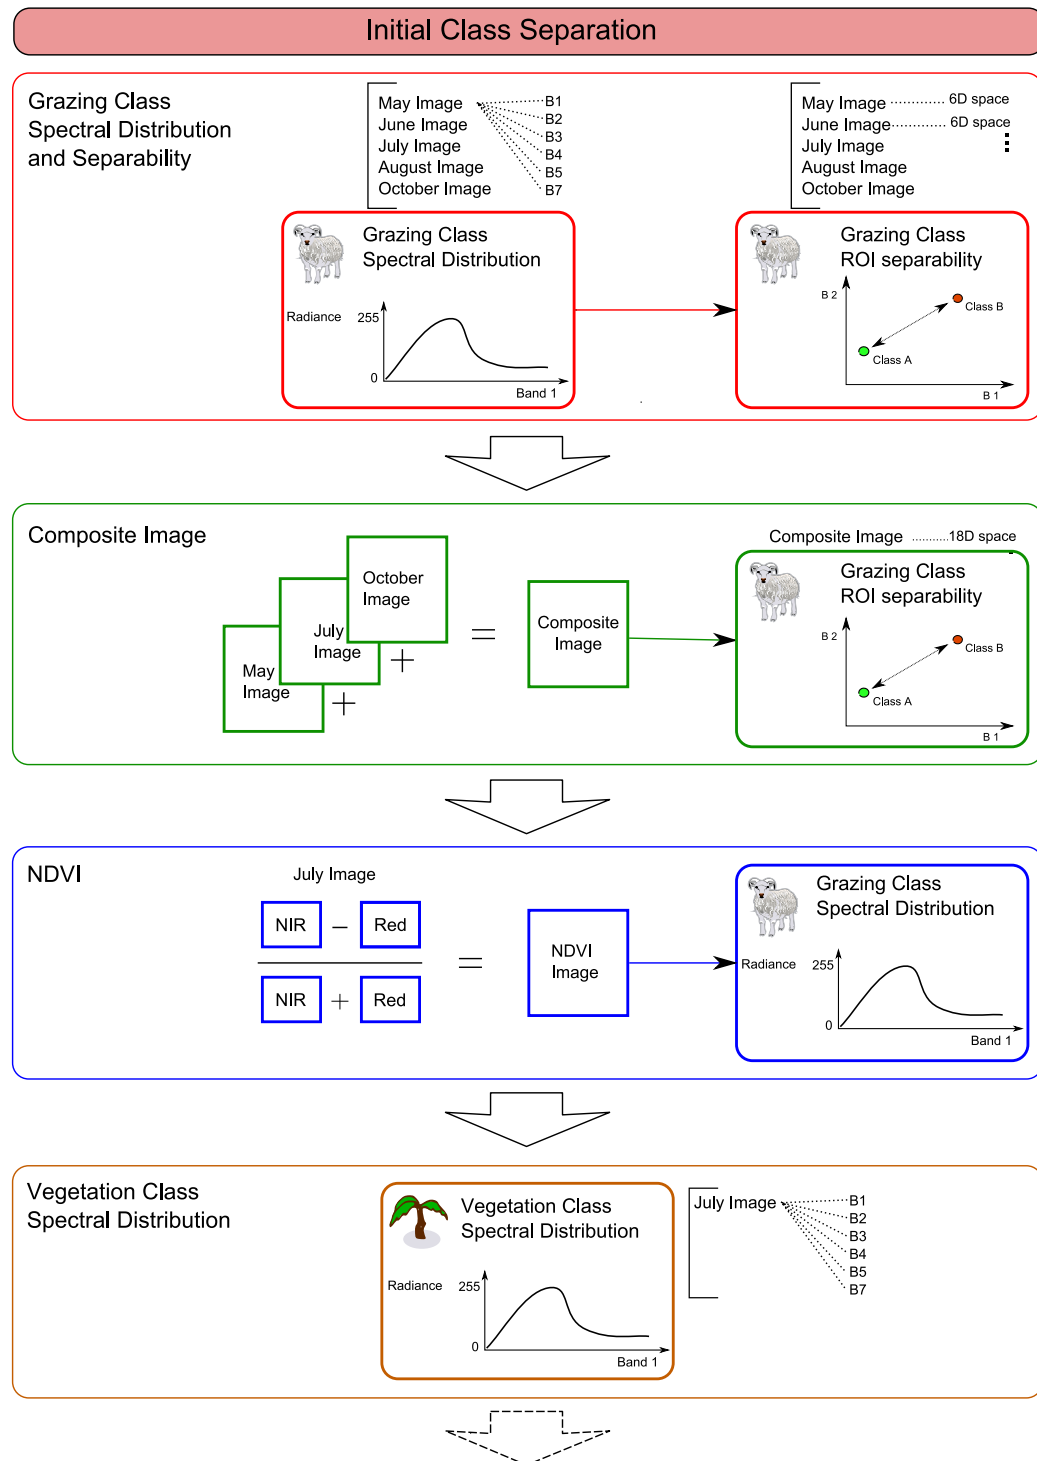 Initial Class Separation
Grazing Class
Spectral Distribution
and Separability
May Image
June Image
July Image
August Image
October Image
B1
B2
B3
B4
B5
B7
May Image
6D space
June Image
6D space
July Image
August Image
October Image
Grazing Class
Spectral Distribution
Radiance
255
0
Band 1
Grazing Class
ROI separability
B 2
Class B
Class A
B 1
Composite Image
October
Image
July
Image
May
Image
+
+
=
Composite
Image
Composite Image
18D space
Grazing Class
ROI separability
B 2
Class B
Class A
B 1
NDVI
July Image
NIR
−
Red
NIR
+
Red
=
NDVI
Image
Grazing Class
Spectral Distribution
Radiance
255
0
Band 1
Vegetation Class
Spectral Distribution
Vegetation Class
Spectral Distribution
Radiance
255
0
Band 1
July Image
B1
B2
B3
B4
B5
B7